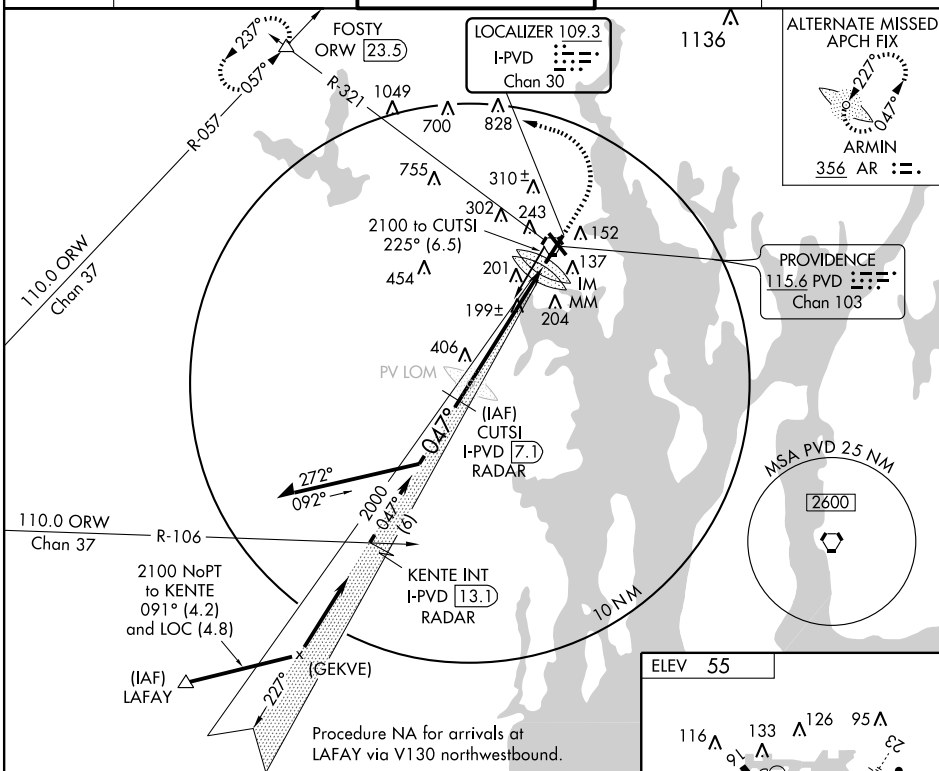 237°
FOSTY
ORW 23.5
057°
R-057
R-321
110.0 ORW
Chan 37
LOCALIZER 109.3
I-PVD
Chan 30
1136
ALTERNATE MISSED
APCH FIX
227°
047°
ARMIN
356 AR
1049
700
828
755
310±
302
243
152
2100 to CUTSI
225° (6.5)
454
201
137
IM
MM
199±
204
PROVIDENCE
115.6 PVD
Chan 103
406
PV LOM
(IAF)
CUTSI
I-PVD 7.1
RADAR
047°
272°
092°
2000
047°
(6)
MSA PVD 25 NM
2600
110.0 ORW
Chan 37
R-106
2100 NoPT
to KENTE
091° (4.2)
and LOC (4.8)
KENTE INT
I-PVD 13.1
RADAR
10 NM
(IAF)
LAFAY
(GEKVE)
227°
Procedure NA for arrivals at
LAFAY via V130 northwestbound.
ELEV 55
116
133
126
95
16
23